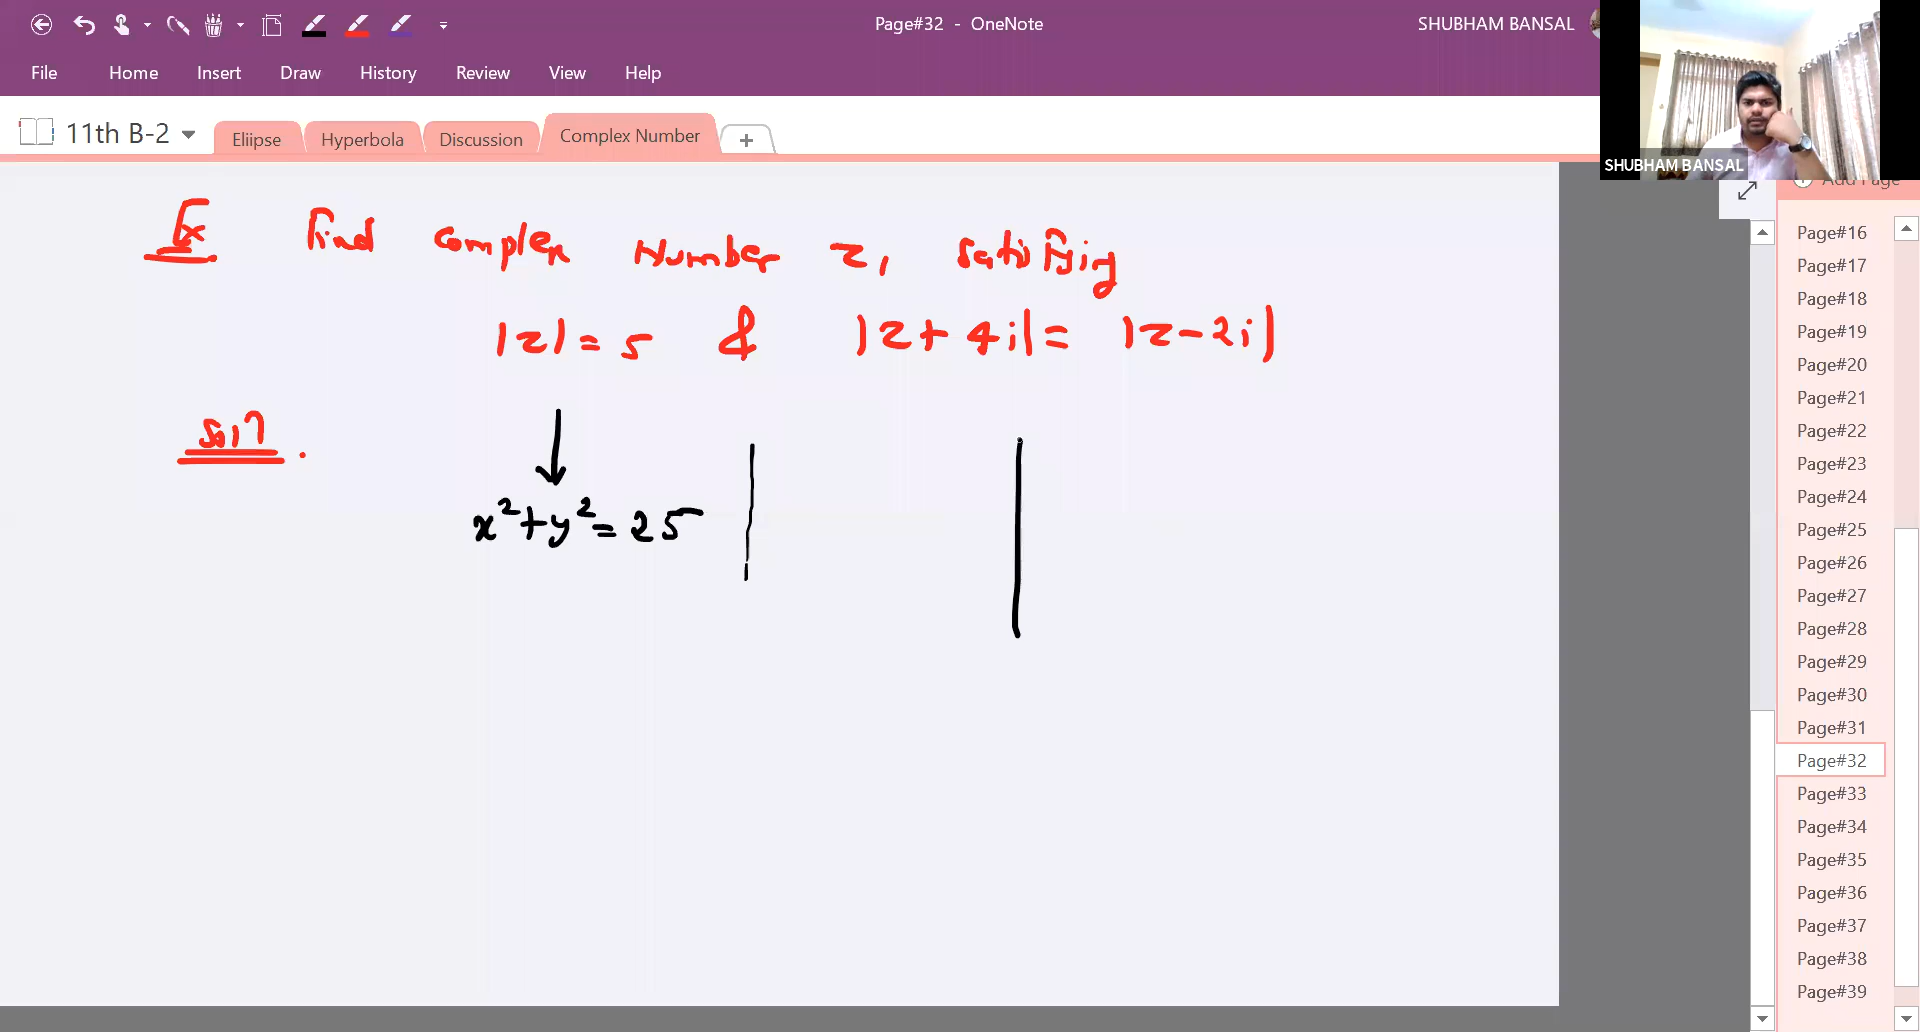 Page#32 - OneNote
SHUBHAM BANSAL
File Home Insert Draw History Review View Help
11th B-2
Eliipse
Hyperbola
Discussion
Complex Number
+
SHUBHAM BANSAL
Add Page
Ex Find Complex Number z, Satisfying
|z| = 5 & |z + 4i| = |z - 2i|
Sol?
x² + y² = 25
Page#16
Page#17
Page#18
Page#19
Page#20
Page#21
Page#22
Page#23
Page#24
Page#25
Page#26
Page#27
Page#28
Page#29
Page#30
Page#31
Page#32
Page#33
Page#34
Page#35
Page#36
Page#37
Page#38
Page#39